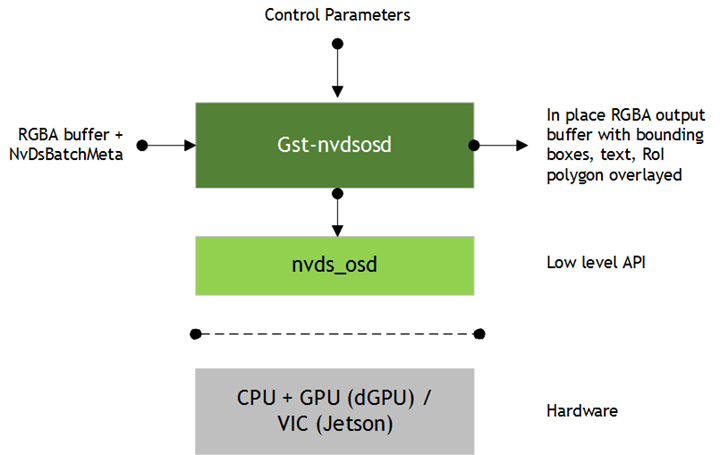 Control Parameters
RGBA buffer +
NvDsBatchMeta
Gst-nvdsosd
In place RGBA output
buffer with bounding
boxes, text, RoI
polygon overlayed
nvds_osd
Low level API
CPU + GPU (dGPU) /
VIC (Jetson)
Hardware